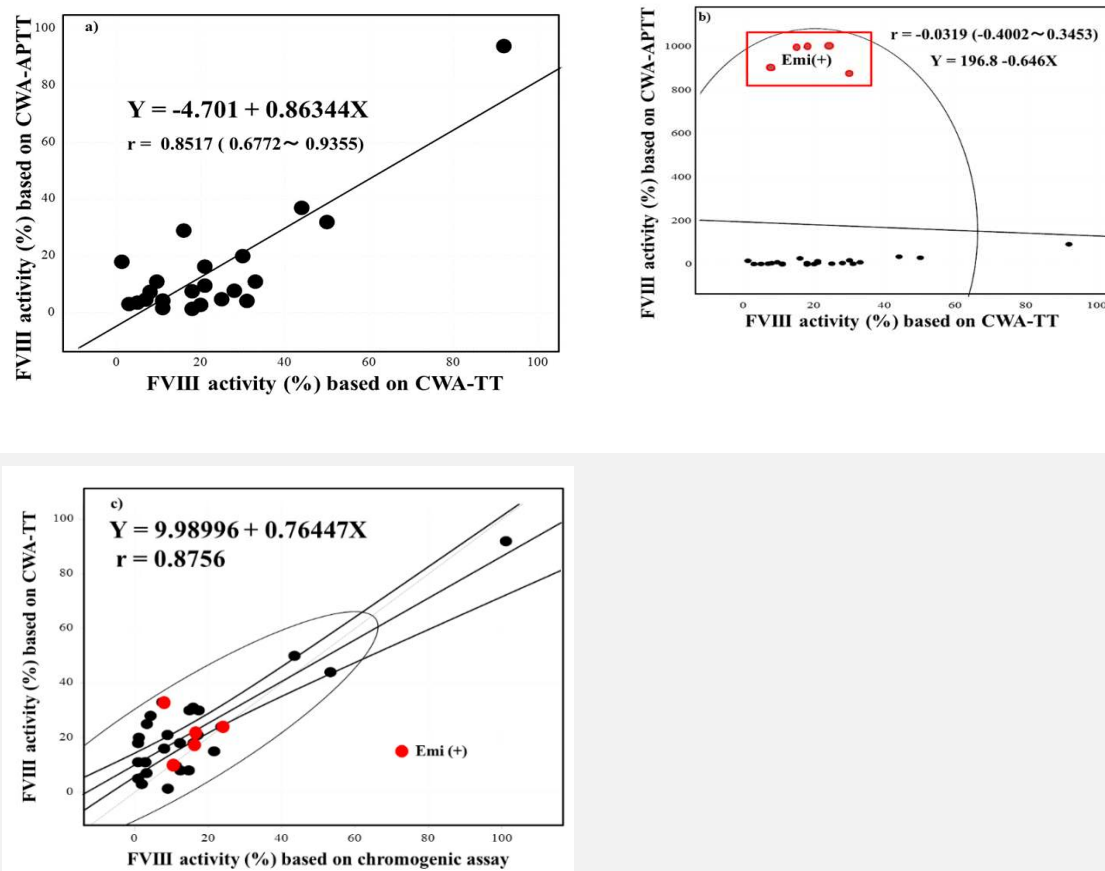 a)
Y = -4.701 + 0.86344X
r = 0.8517 ( 0.6772～ 0.9355)
100
80
60
40
20
0
0 20 40 60 80 100
FVIII activity (%) based on CWA-APTT
FVIII activity (%) based on CWA-TT
b)
r = -0.0319 (-0.4002～ 0.3453)
Y = 196.8 -0.646X
Emi(+)
1000
800
600
400
200
0
0 20 40 60 80 100
FVIII activity (%) based on CWA-APTT
FVIII activity (%) based on CWA-TT
c)
Y = 9.98996 + 0.76447X
r = 0.8756
100
80
60
40
20
0
Emi (+)
0 20 40 60 80 100
FVIII activity (%) based on CWA-TT
FVIII activity (%) based on chromogenic assay